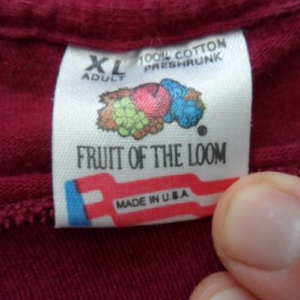 XL 100% COTTON
ADULT PRESHRUNK
FRUIT OF THE LOOM
®
MADE IN U.S.A.